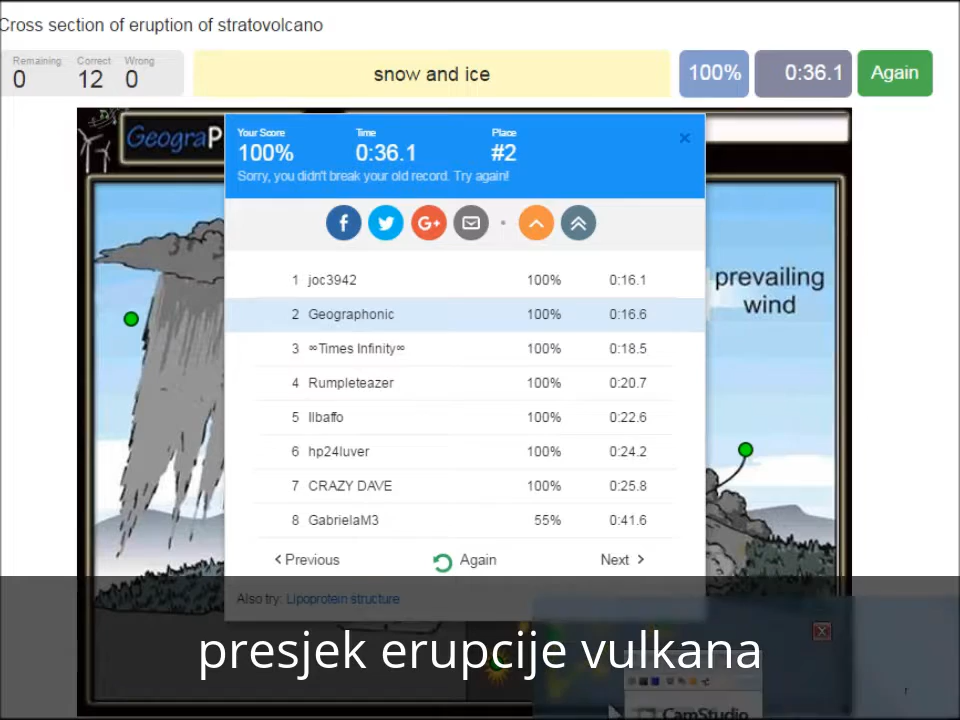 Cross section of eruption of stratovolcano
Remaining Correct Wrong
0 12 0
snow and ice
100% 0:36.1 Again
GeograP
Your Score Time Place
100% 0:36.1 #2
Sorry, you didn't break your old record. Try again!
1 joc3942 100% 0:16.1
2 Geographonic 100% 0:16.6
3 ∞Times Infinity∞ 100% 0:18.5
4 Rumpleteazer 100% 0:20.7
5 Ilbaffo 100% 0:22.6
6 hp24luver 100% 0:24.2
7 CRAZY DAVE 100% 0:25.8
8 GabrielaM3 55% 0:41.6
prevailing
wind
Previous Again Next
Also try: Lipoprotein structure
presjek erupcije vulkana
CamStudio